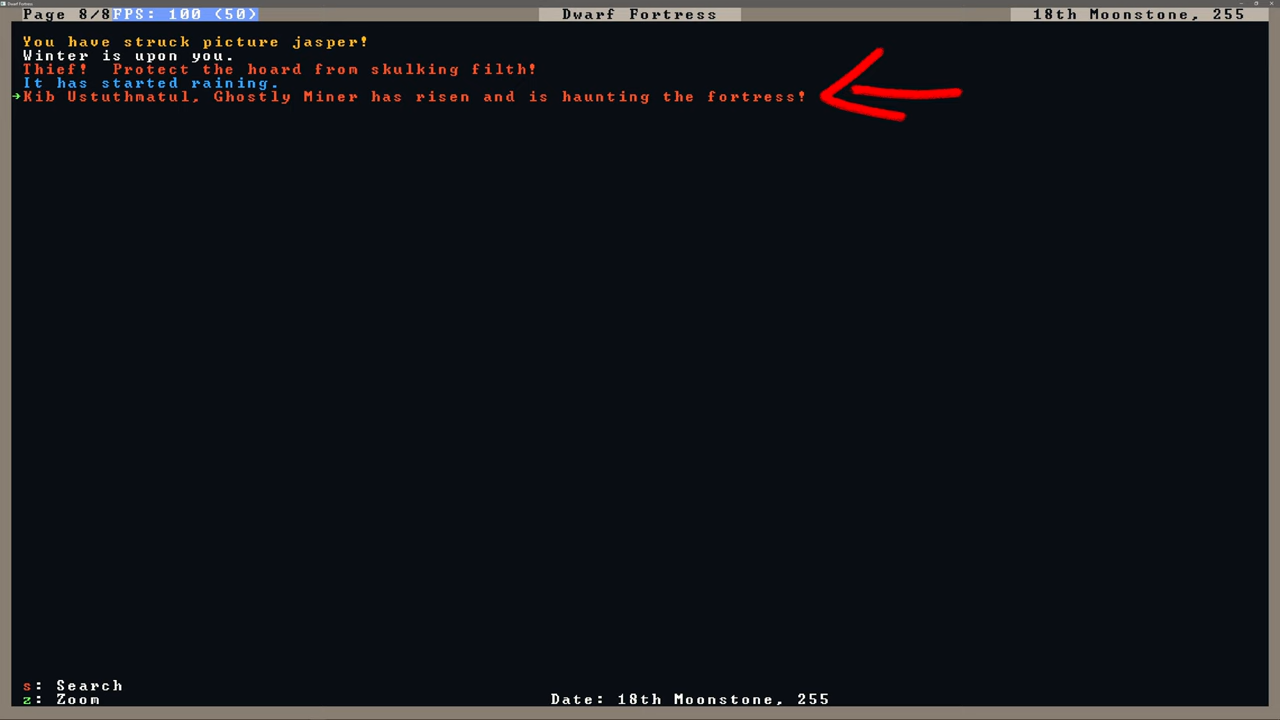 Dwarf Fortress
Page 8/8FPS: 100 (50) Dwarf Fortress 18th Moonstone, 255
You have struck picture jasper!
Winter is upon you.
Thief! Protect the hoard from skulking filth!
It has started raining.
Kib Ustuthmatul, Ghostly Miner has risen and is haunting the fortress!
s: Search
z: Zoom Date: 18th Moonstone, 255